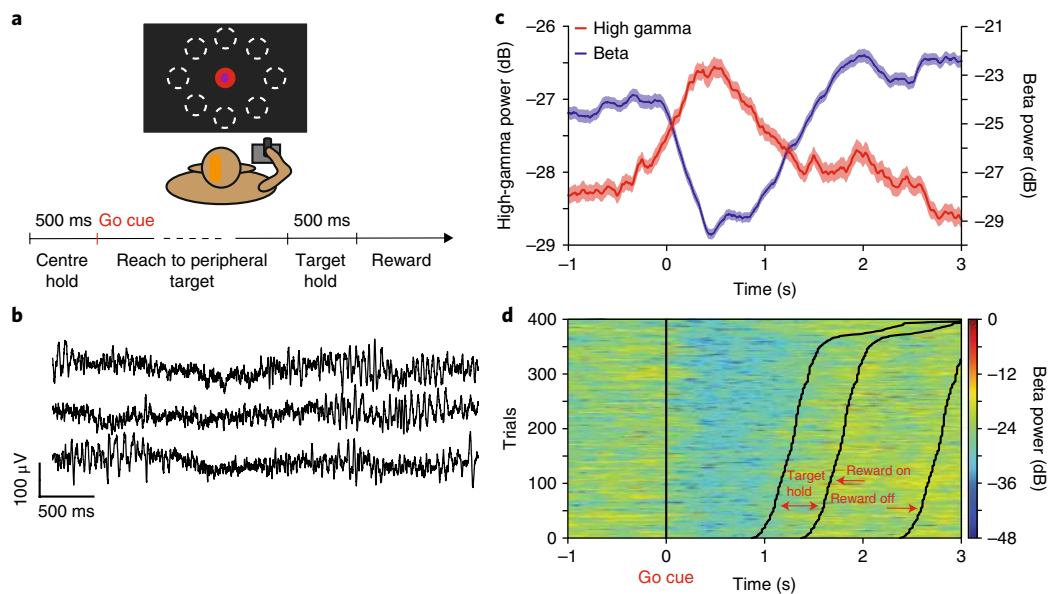 a
500 ms Go cue 500 ms
Centre hold
Reach to peripheral target
Target hold
Reward
b
100 μV
500 ms
c
High gamma
Beta
High-gamma power (dB)
−26
−27
−28
−29
Beta power (dB)
−21
−23
−25
−27
−29
−1 0 1 2 3
Time (s)
d
Trials
400
300
200
100
0
Target hold
Reward on
Reward off
−1 0 1 2 3
Go cue
Time (s)
0
−12
−24
−36
−48
Beta power (dB)